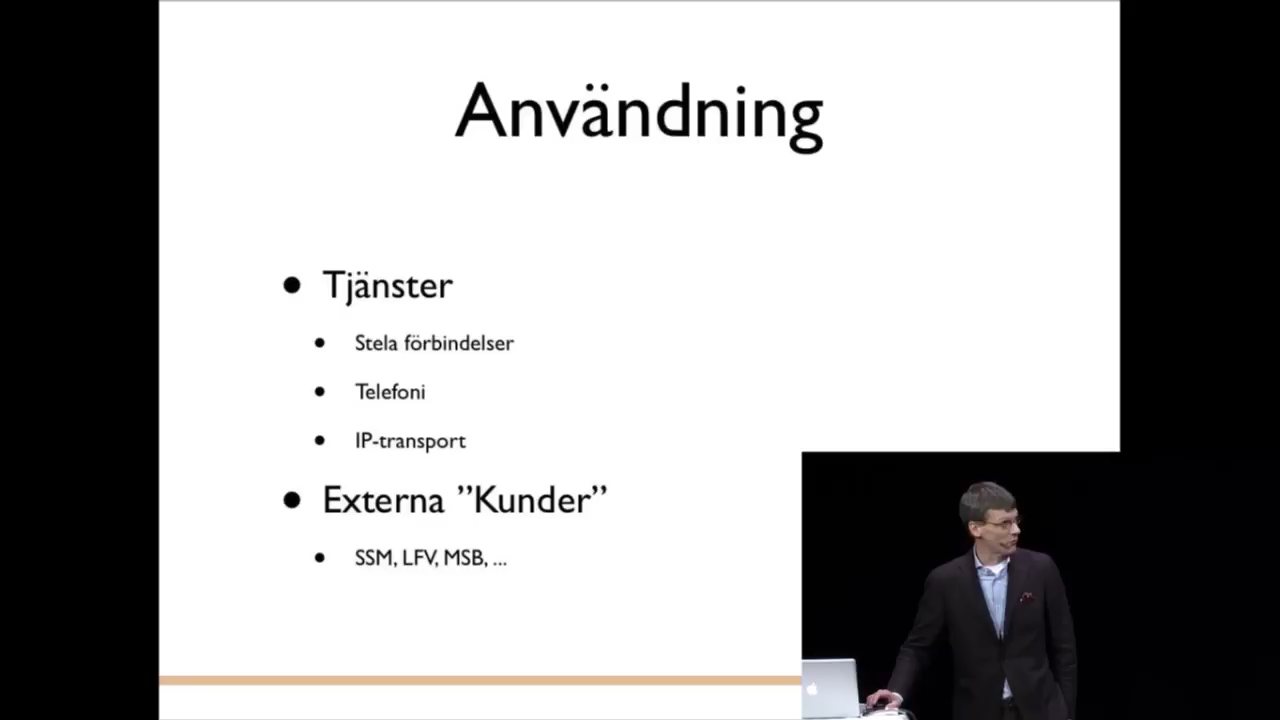 Användning
• Tjänster
• Stela förbindelser
• Telefoni
• IP-transport
• Externa ”Kunder”
• SSM, LFV, MSB, ...